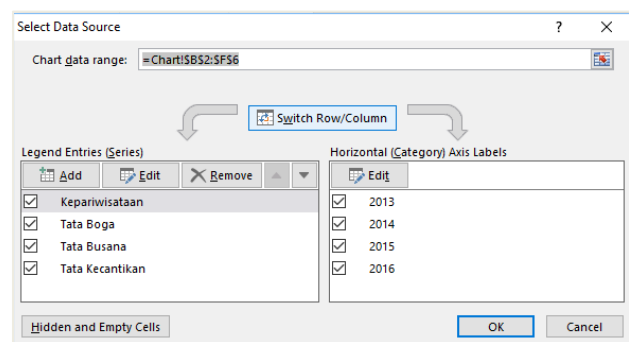 Select Data Source ? ×
Chart data range: =Chart!$B$2:$F$6
Switch Row/Column
Legend Entries (Series)
Add Edit Remove
Kepariwisataan
Tata Boga
Tata Busana
Tata Kecantikan
Horizontal (Category) Axis Labels
Edit
2013
2014
2015
2016
Hidden and Empty Cells OK Cancel